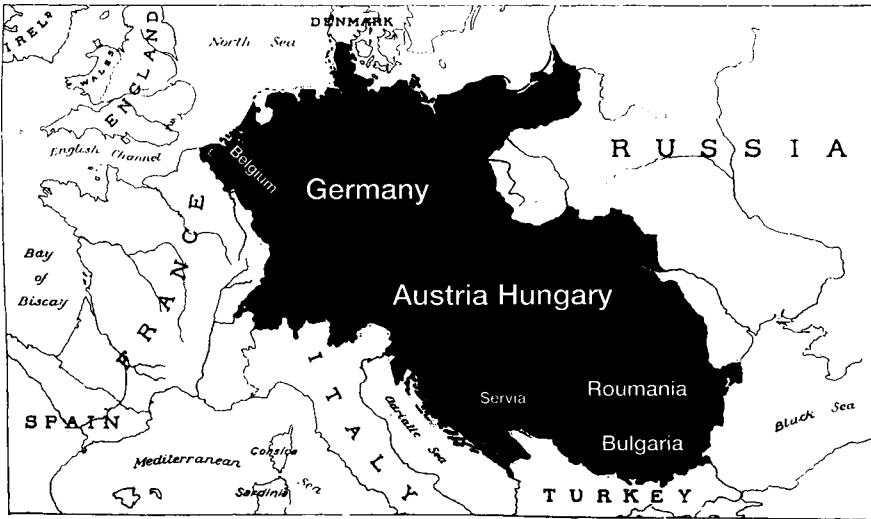 IRELD
WALES
ENGLAND
North Sea
DENMARK
English Channel
Belgium
Germany
RUSSIA
Bay
of
Biscay
FRANCE
Austria Hungary
ITALY
Servia
Roumania
Bulgaria
Adriatic Sea
Black Sea
SPAIN
Corsica
Mediterranean
Sea
Sardinia
TURKEY